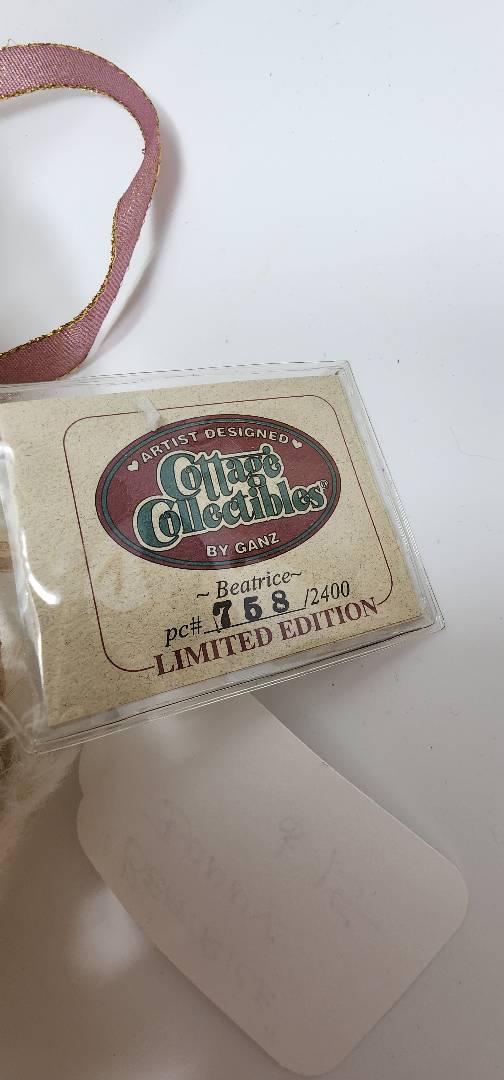 ♥ ARTIST DESIGNED ♥
Cottage
Collectibles®
BY GANZ
~ Beatrice~
pc# 758 /2400
LIMITED EDITION